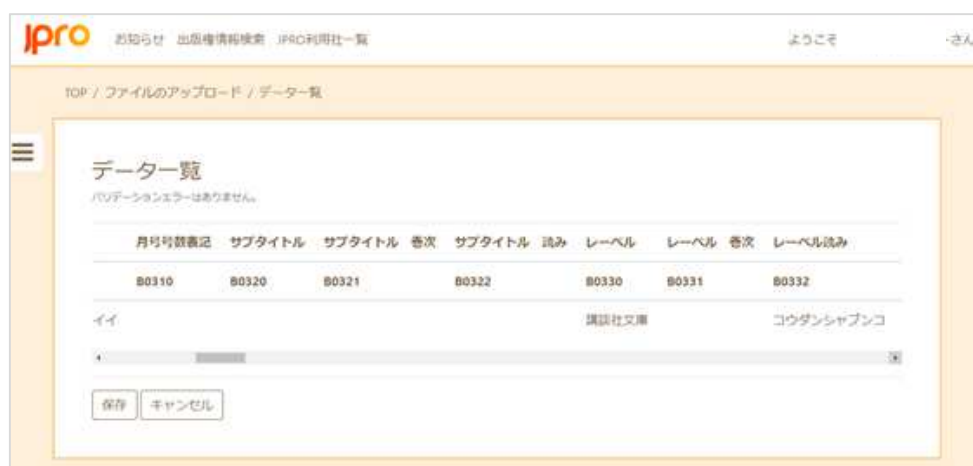 jpro お知らせ 出版権情報検索 JPRO利用社一覧 ようこそ -さん
TOP / ファイルのアップロード / データ一覧
データ一覧
バリデーションエラーはありません。
月号号数表記 サブタイトル サブタイトル 巻次 サブタイトル 読み レーベル レーベル 巻次 レーベル読み
B0310 B0320 B0321 B0322 B0330 B0331 B0332
イイ 講談社文庫 コウダンシャブンコ
保存 キャンセル